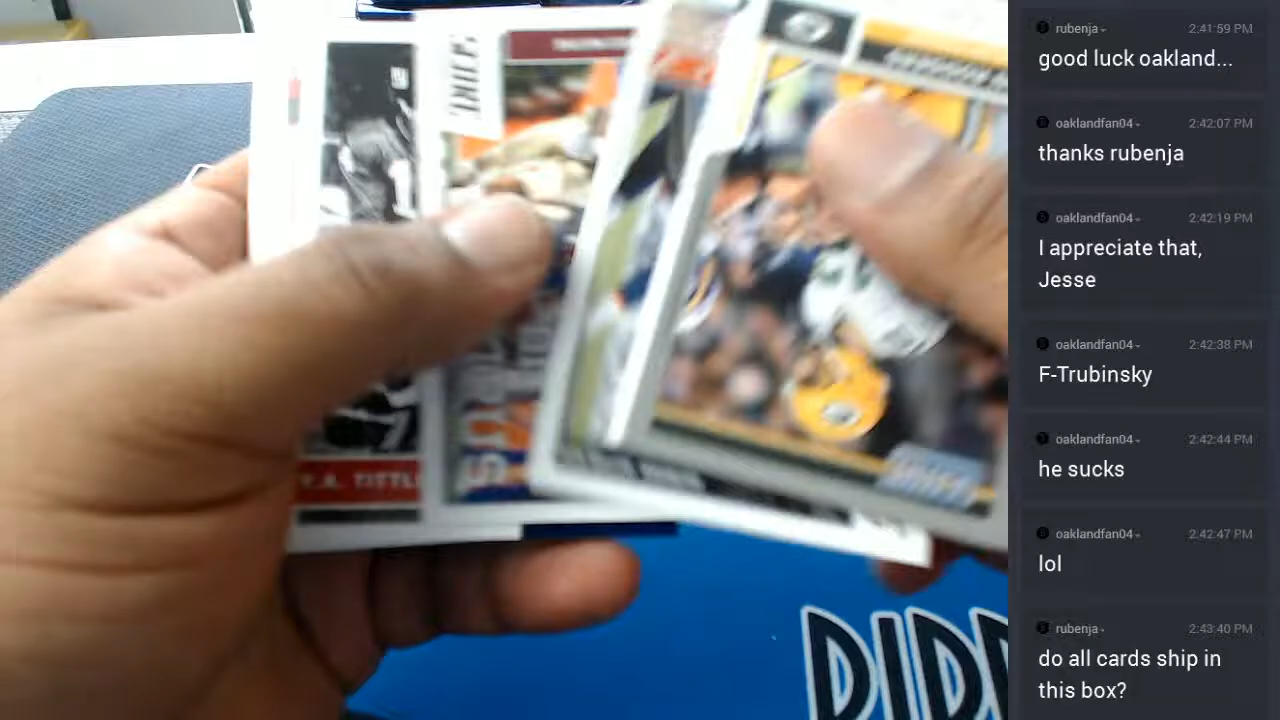 Y.A. TITTL
DIPP
rubenja
2:41:59 PM
good luck oakland...
oaklandfan04
2:42:07 PM
thanks rubenja
oaklandfan04
2:42:19 PM
I appreciate that,
Jesse
oaklandfan04
2:42:38 PM
F-Trubinsky
oaklandfan04
2:42:44 PM
he sucks
oaklandfan04
2:42:47 PM
lol
rubenja
2:43:40 PM
do all cards ship in
this box?